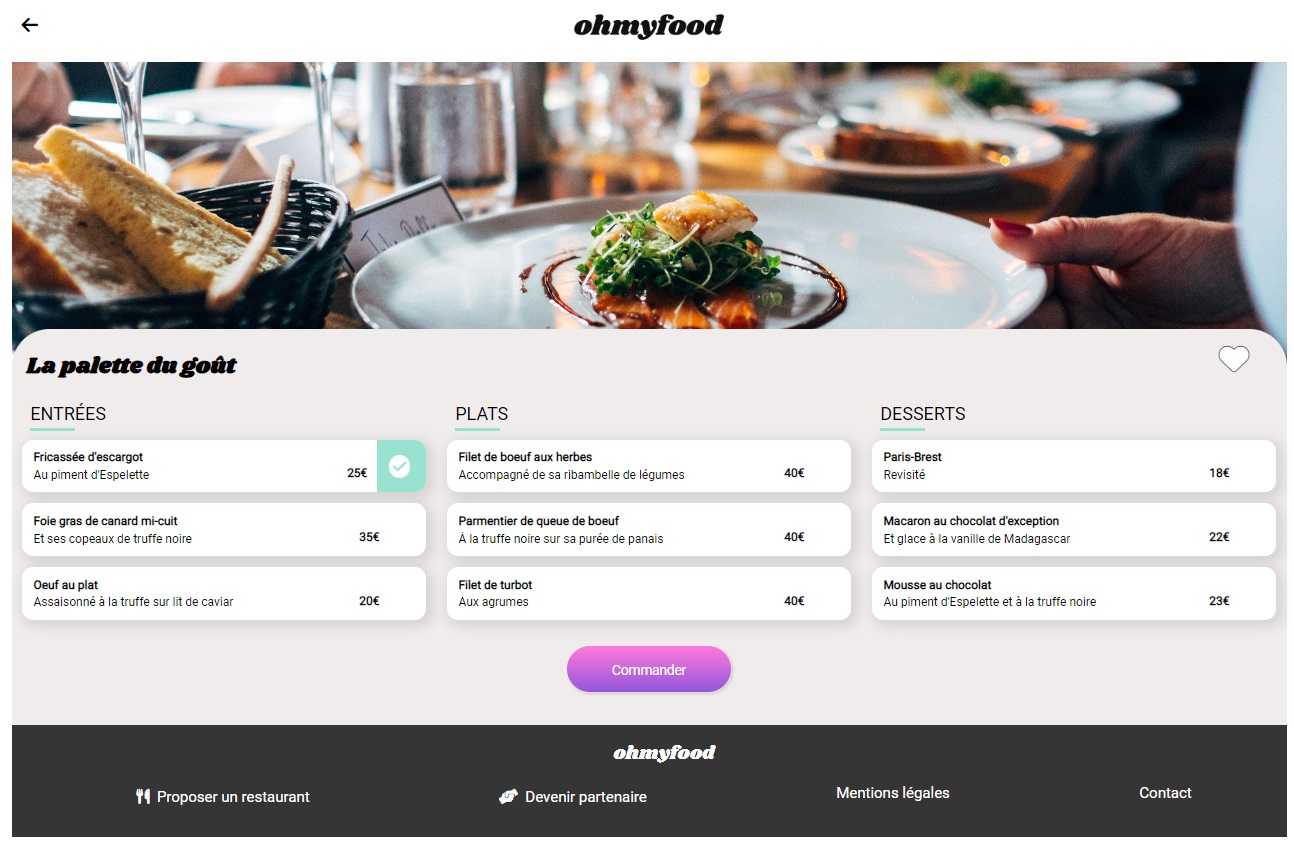 ohmyfood
La palette du goût
ENTRÉES
Fricassée d'escargot
Au piment d'Espelette
25€
Foie gras de canard mi-cuit
Et ses copeaux de truffe noire
35€
Oeuf au plat
Assaisonné à la truffe sur lit de caviar
20€
PLATS
Filet de boeuf aux herbes
Accompagné de sa ribambelle de légumes
40€
Parmentier de queue de boeuf
À la truffe noire sur sa purée de panais
40€
Filet de turbot
Aux agrumes
40€
DESSERTS
Paris-Brest
Revisité
18€
Macaron au chocolat d'exception
Et glace à la vanille de Madagascar
22€
Mousse au chocolat
Au piment d'Espelette et à la truffe noire
23€
Commander
ohmyfood
Proposer un restaurant
Devenir partenaire
Mentions légales
Contact